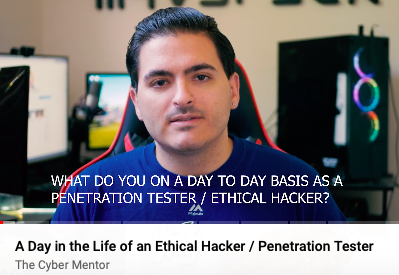 WHAT DO YOU ON A DAY TO DAY BASIS AS A
PENETRATION TESTER / ETHICAL HACKER?
A Day in the Life of an Ethical Hacker / Penetration Tester
The Cyber Mentor